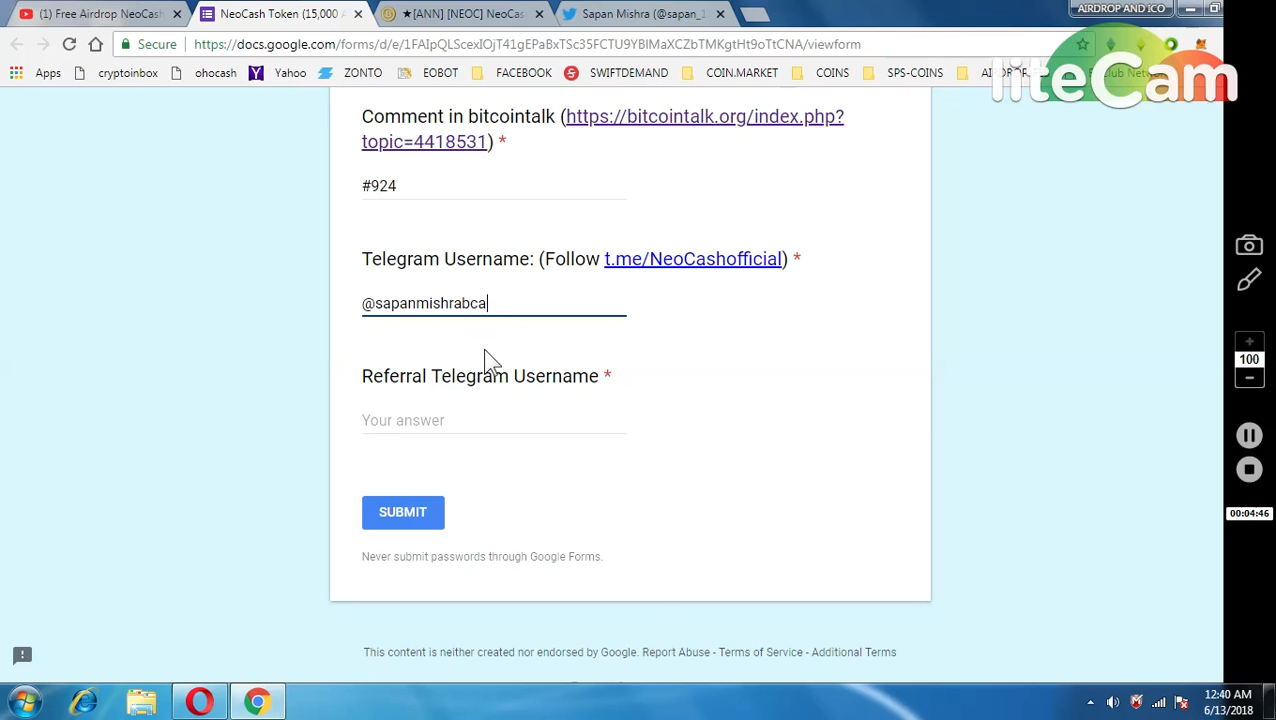 (1) Free Airdrop NeoCash
NeoCash Token (15,000 A
★[ANN] [NEOC] NeoC
Sapan Mishra (@sapan_1
AIRDROP AND ICO
Secure
https://docs.google.com/forms/d/e/1FAIpQLScexIOjT41gEPaBxTSc35FCTU9YBIMaXCZbTMKgtHt9oTtCNA/viewform
Apps
cryptoinbox
ohocash
Yahoo
ZONTO
EOBOT
FACEBOOK
SWIFTDEMAND
COIN.MARKET
COINS
SPS-COINS
liteCam
Comment in bitcointalk (https://bitcointalk.org/index.php?
topic=4418531) *
#924
Telegram Username: (Follow t.me/NeoCashofficial) *
@sapanmishrabca
Referral Telegram Username *
Your answer
SUBMIT
Never submit passwords through Google Forms.
100
00:04:46
This content is neither created nor endorsed by Google. Report Abuse - Terms of Service - Additional Terms
12:40 AM
6/13/2018